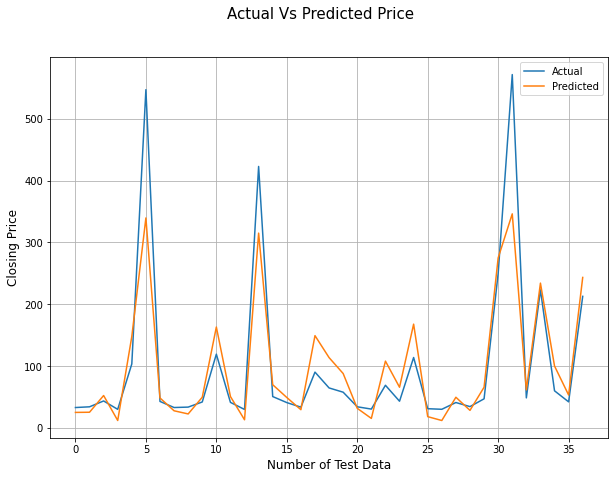 Actual Vs Predicted Price
Actual
Predicted
500
400
300
200
100
0
Closing Price
0 5 10 15 20 25 30 35
Number of Test Data